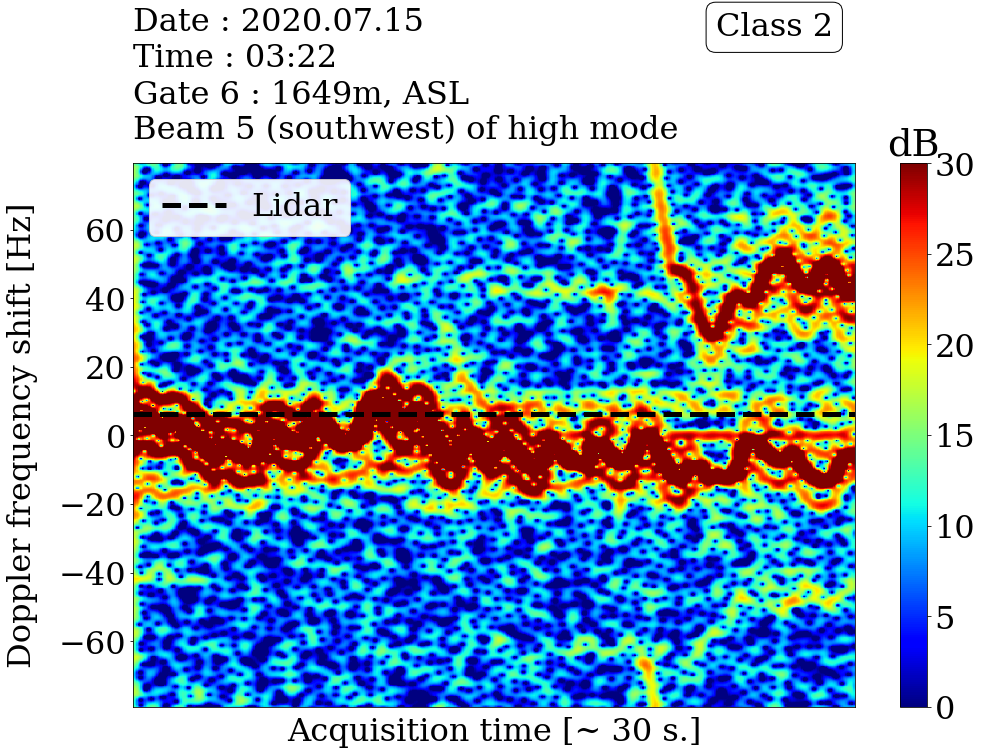 Date : 2020.07.15
Time : 03:22
Gate 6 : 1649m, ASL
Beam 5 (southwest) of high mode
Class 2
dB
Lidar
Doppler frequency shift [Hz]
60
40
20
0
−20
−40
−60
30
25
20
15
10
5
0
Acquisition time [~ 30 s.]